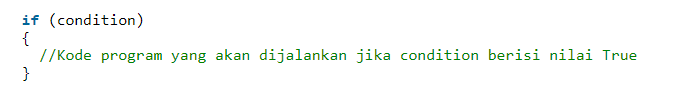 if (condition)
{
  //Kode program yang akan dijalankan jika condition berisi nilai True
}